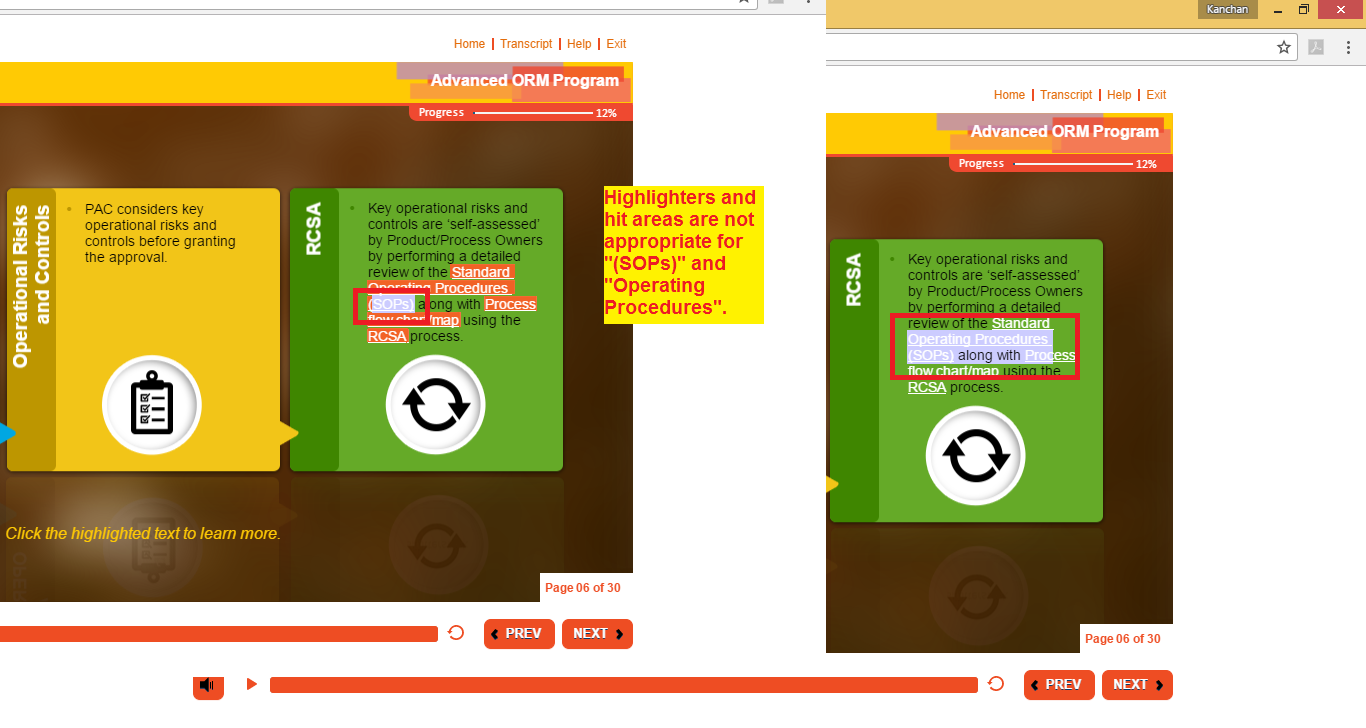 Kanchan
Home | Transcript | Help | Exit
Advanced ORM Program
Progress 12%
Operational Risks
and Controls
• PAC considers key
operational risks and
controls before granting
the approval.
RCSA
• Key operational risks and
controls are ‘self-assessed’
by Product/Process Owners
by performing a detailed
review of the Standard
Operating Procedures
(SOPs) along with Process
flow chart/map using the
RCSA process.
Click the highlighted text to learn more.
Page 06 of 30
PREV
NEXT
Highlighters and
hit areas are not
appropriate for
"(SOPs)" and
"Operating
Procedures".
Home | Transcript | Help | Exit
Advanced ORM Program
Progress 12%
RCSA
• Key operational risks and
controls are ‘self-assessed’
by Product/Process Owners
by performing a detailed
review of the Standard
Operating Procedures
(SOPs) along with Process
flow chart/map using the
RCSA process.
Page 06 of 30
PREV
NEXT